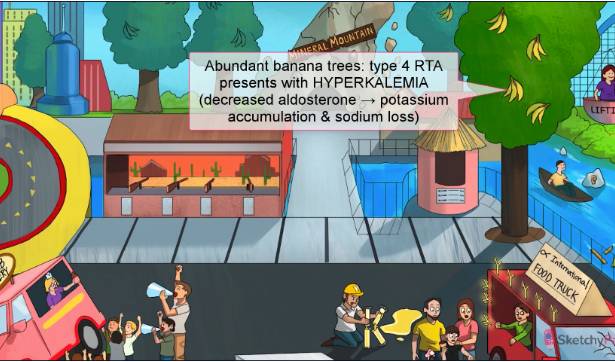 MINERAL MOUNTAIN
Abundant banana trees: type 4 RTA
presents with HYPERKALEMIA
(decreased aldosterone → potassium
accumulation & sodium loss)
LIFTI
α International
FOOD TRUCK
K
Sketchy